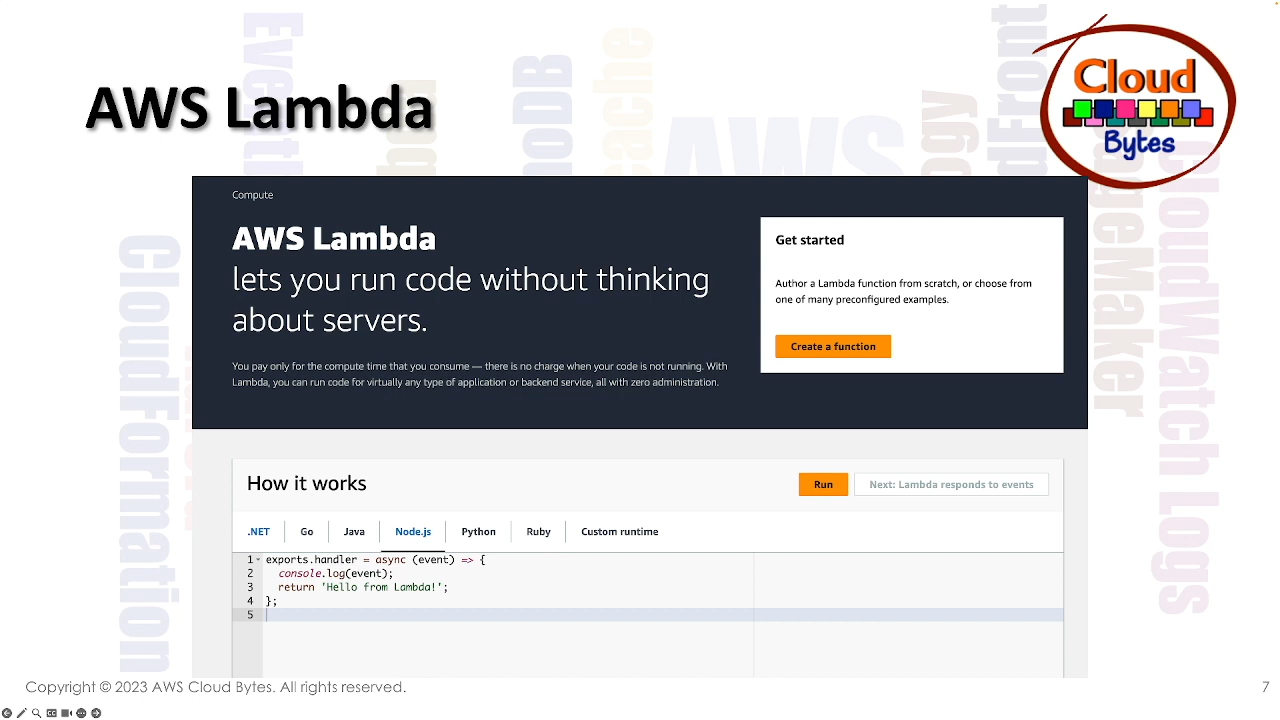 AWS Lambda
Cloud
Bytes
Compute
AWS Lambda
lets you run code without thinking
about servers.
You pay only for the compute time that you consume — there is no charge when your code is not running. With
Lambda, you can run code for virtually any type of application or backend service, all with zero administration.
Get started
Author a Lambda function from scratch, or choose from
one of many preconfigured examples.
Create a function
How it works
Run
Next: Lambda responds to events
.NET
Go
Java
Node.js
Python
Ruby
Custom runtime
1 exports.handler = async (event) => {
2 console.log(event);
3 return 'Hello from Lambda!';
4 };
5
CloudFormation
AWS
CloudWatch Logs
Copyright © 2023 AWS Cloud Bytes. All rights reserved.
7